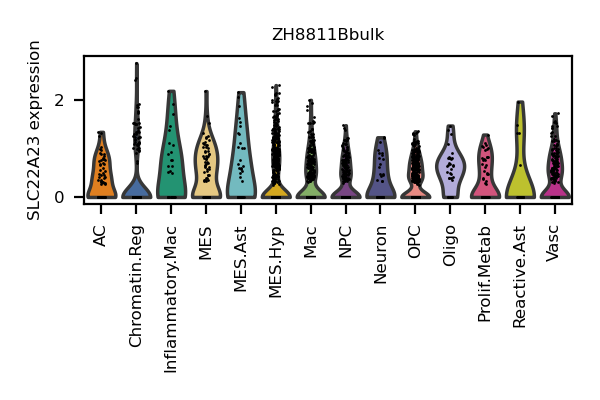 ZH8811Bbulk
SLC22A23 expression
2
0
AC
Chromatin.Reg
Inflammatory.Mac
MES
MES.Ast
MES.Hyp
Mac
NPC
Neuron
OPC
Oligo
Prolif.Metab
Reactive.Ast
Vasc